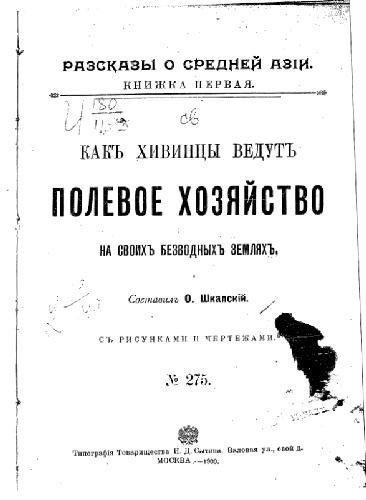 РАЗСКАЗЫ О СРЕДНЕЙ АЗІИ.
КНИЖКА ПЕРВАЯ.
180
КАКЪ ХИВИНЦЫ ВЕДУТЪ
ПОЛЕВОЕ ХОЗЯЙСТВО
НА СВОИХЪ БЕЗВОДНЫХЪ ЗЕМЛЯХЪ.
Составилъ О. Шкапскій.
СЪ РИСУНКАМИ И ЧЕРТЕЖАМИ.
№ 275.
Типографія Товарищества И. Д. Сытина. Валовая ул., свой д.
МОСКВА.—1900.